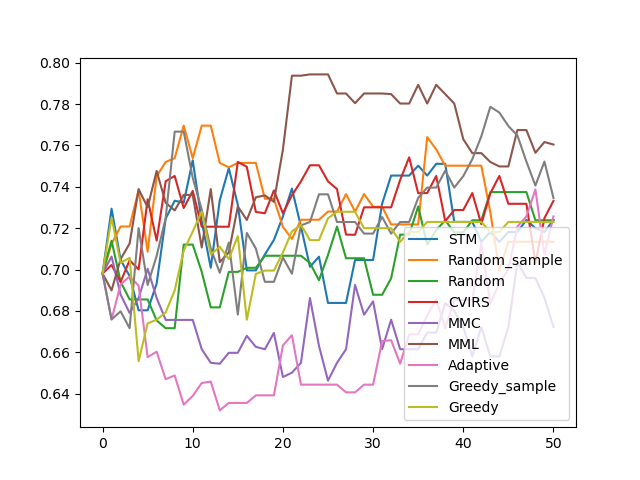 0.80
0.78
0.76
0.74
0.72
0.70
0.68
0.66
0.64
0
10
20
30
40
50
STM
Random_sample
Random
CVIRS
MMC
MML
Adaptive
Greedy_sample
Greedy